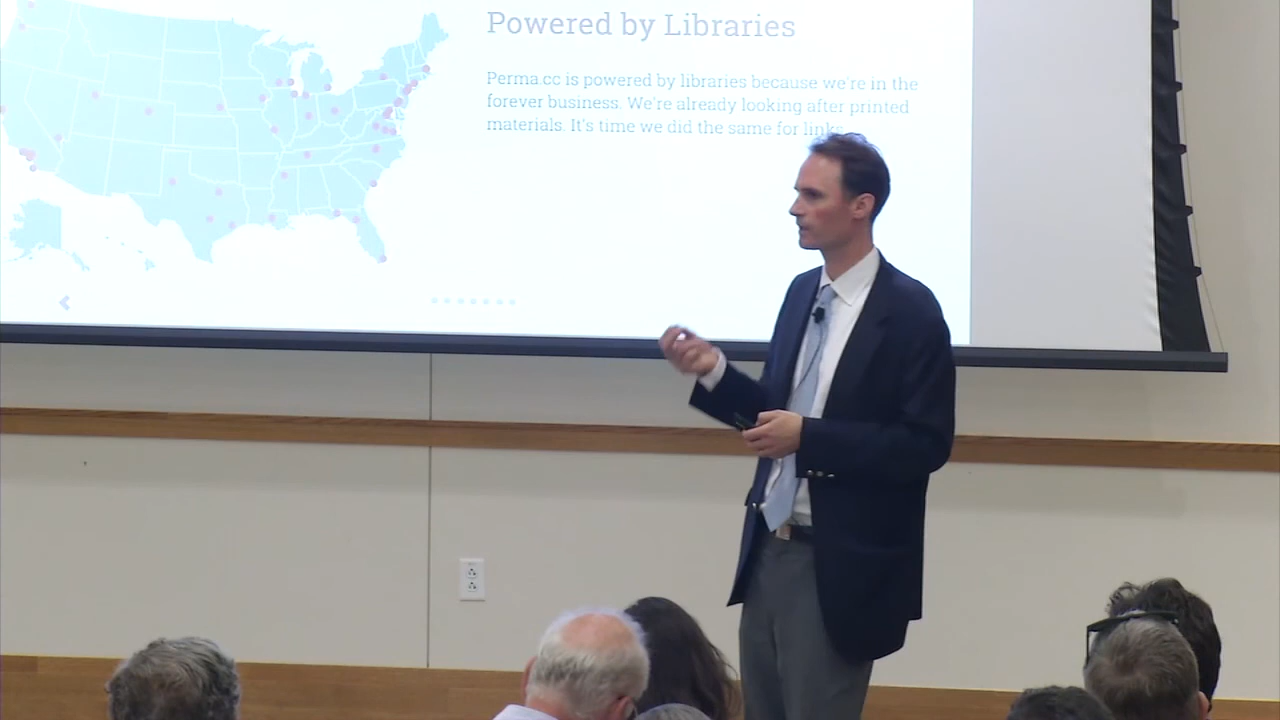 Powered by Libraries
Perma.cc is powered by libraries because we're in the
forever business. We're already looking after printed
materials. It's time we did the same for links.